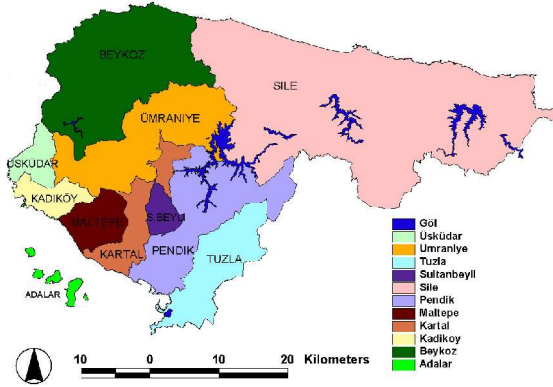 BEYKOZ
SILE
ÜMRANIYE
ÜSKÜDAR
KADIKÖY
MALTEPE
S.BEYLI
KARTAL
PENDIK
TUZLA
ADALAR
Göl
Üsküdar
Umraniye
Tuzla
Sultanbeyli
Sile
Pendik
Maltepe
Kartal
Kadikoy
Beykoz
Adalar
10 0 10 20 Kilometers